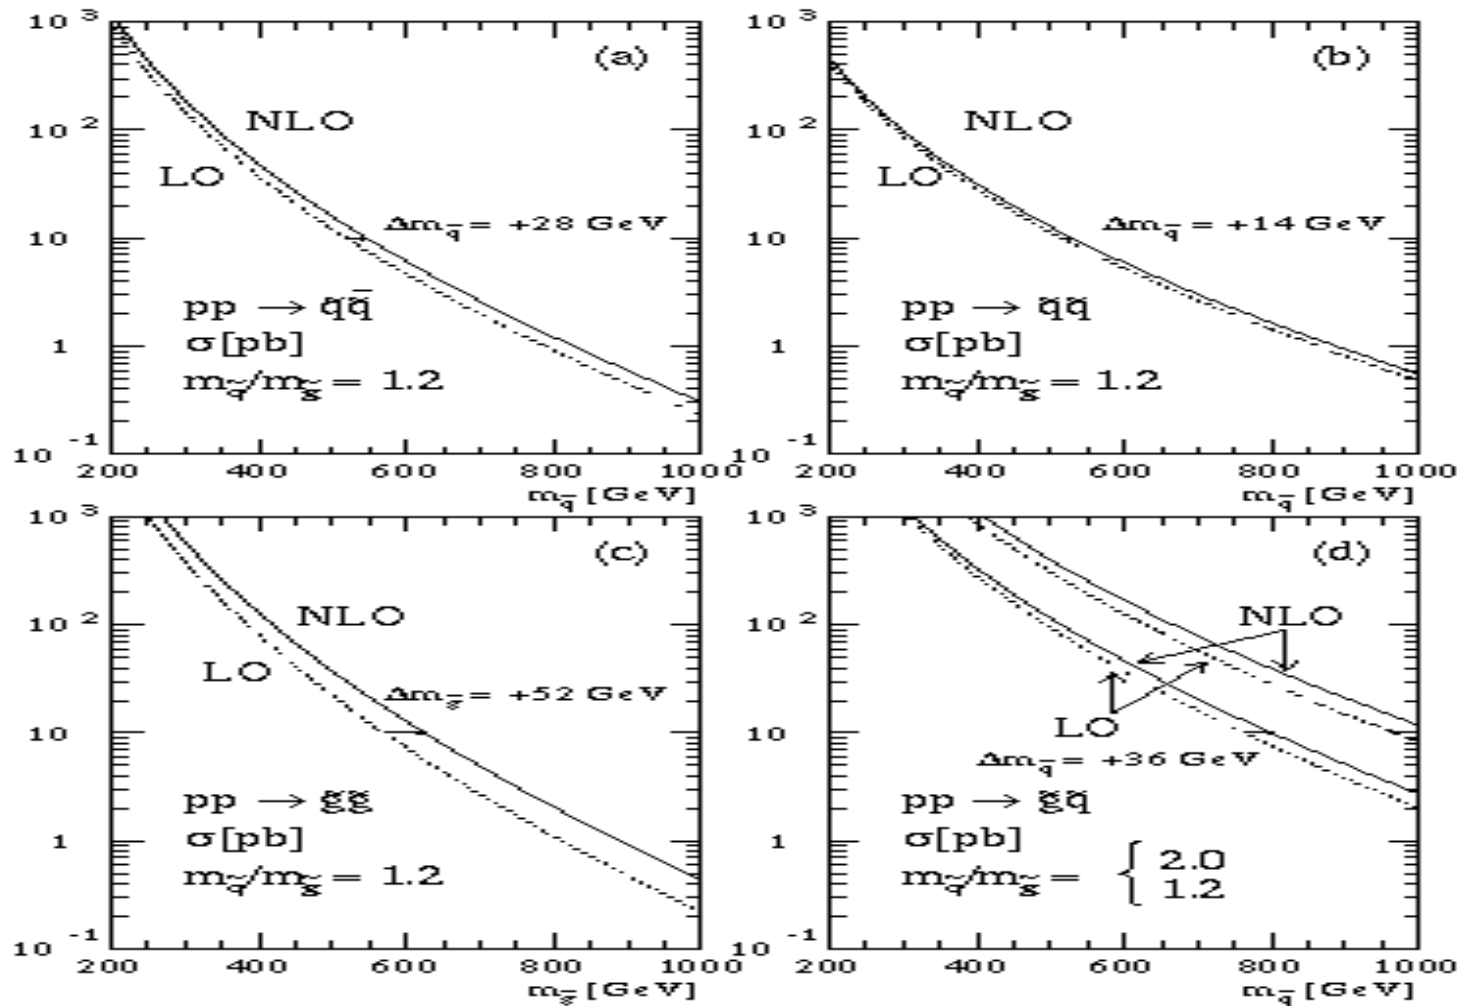 10³
10²
10
1
10⁻¹
200 400 600 800 1000
m_q̃ [GeV]
(a)
NLO
LO
Δm_q̃ = +28 GeV
pp → q̃q̃̄
σ[pb]
m_q̃/m_g̃ = 1.2
10³
10²
10
1
10⁻¹
200 400 600 800 1000
m_q̃ [GeV]
(b)
NLO
LO
Δm_q̃ = +14 GeV
pp → q̃q̃
σ[pb]
m_q̃/m_g̃ = 1.2
10³
10²
10
1
10⁻¹
200 400 600 800 1000
m_g̃ [GeV]
(c)
NLO
LO
Δm_g̃ = +52 GeV
pp → g̃g̃
σ[pb]
m_q̃/m_g̃ = 1.2
10³
10²
10
1
10⁻¹
200 400 600 800 1000
m_q̃ [GeV]
(d)
NLO
LO
Δm_q̃ = +36 GeV
pp → g̃q̃
σ[pb]
m_q̃/m_g̃ = { 2.0
1.2